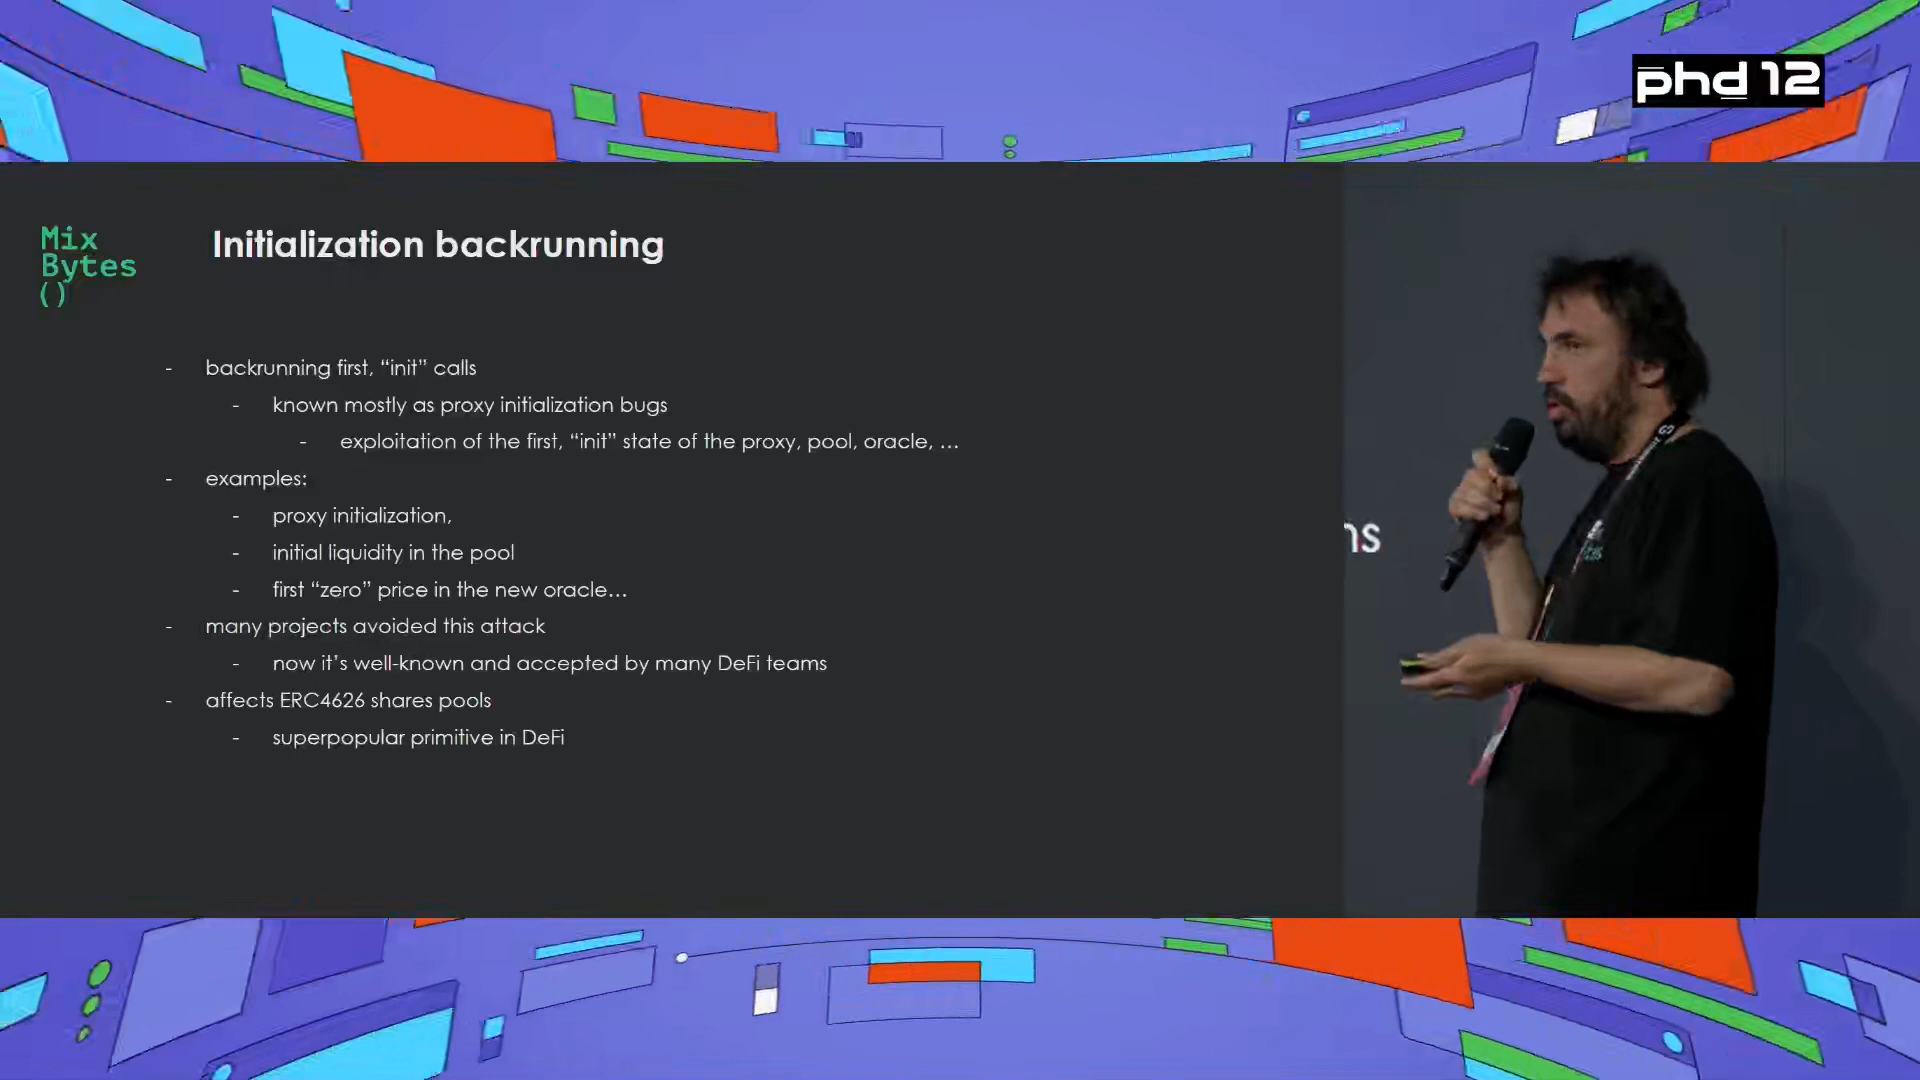 phd 12
Mix
Bytes
()
Initialization backrunning
- backrunning first, “init” calls
- known mostly as proxy initialization bugs
- exploitation of the first, “init” state of the proxy, pool, oracle, ...
- examples:
- proxy initialization,
- initial liquidity in the pool
- first “zero” price in the new oracle...
- many projects avoided this attack
- now it’s well-known and accepted by many DeFi teams
- affects ERC4626 shares pools
- superpopular primitive in DeFi
ns